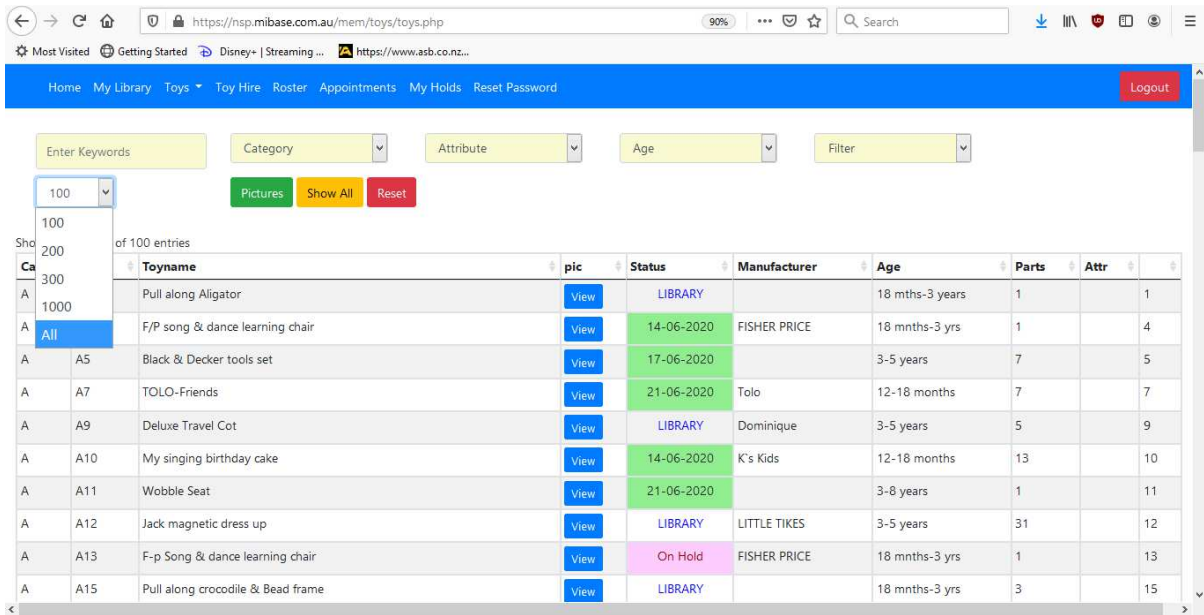 https://nsp.mibase.com.au/mem/toys/toys.php 90% Search
Most Visited Getting Started Disney+ | Streaming ... https://www.asb.co.nz...
Home My Library Toys Toy Hire Roster Appointments My Holds Reset Password Logout
Enter Keywords Category Attribute Age Filter
100 Pictures Show All Reset
100
200
300
1000
All
Sho of 100 entries
Ca Toyname pic Status Manufacturer Age Parts Attr
A Pull along Aligator View LIBRARY 18 mths-3 years 1 1
A F/P song & dance learning chair View 14-06-2020 FISHER PRICE 18 mnths-3 yrs 1 4
A A5 Black & Decker tools set View 17-06-2020 3-5 years 7 5
A A7 TOLO-Friends View 21-06-2020 Tolo 12-18 months 7 7
A A9 Deluxe Travel Cot View LIBRARY Dominique 3-5 years 5 9
A A10 My singing birthday cake View 14-06-2020 K`s Kids 12-18 months 13 10
A A11 Wobble Seat View 21-06-2020 3-8 years 1 11
A A12 Jack magnetic dress up View LIBRARY LITTLE TIKES 3-5 years 31 12
A A13 F-p Song & dance learning chair View On Hold FISHER PRICE 18 mnths-3 yrs 1 13
A A15 Pull along crocodile & Bead frame View LIBRARY 18 mnths-3 yrs 3 15